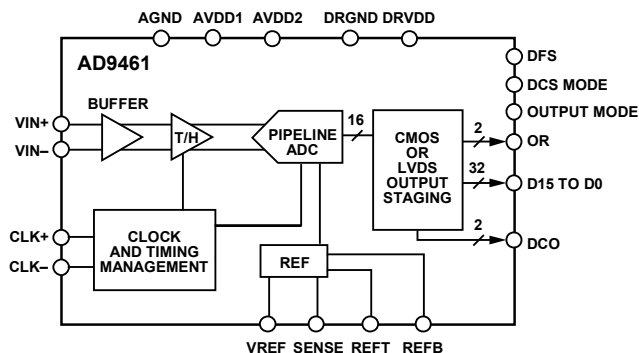 AGND AVDD1 AVDD2 DRGND DRVDD
AD9461
DFS
DCS MODE
OUTPUT MODE
BUFFER
VIN+
VIN–
T/H
PIPELINE
ADC
16
CMOS
OR
LVDS
OUTPUT
STAGING
2
OR
32
D15 TO D0
2
DCO
CLK+
CLK–
CLOCK
AND TIMING
MANAGEMENT
REF
VREF SENSE REFT REFB